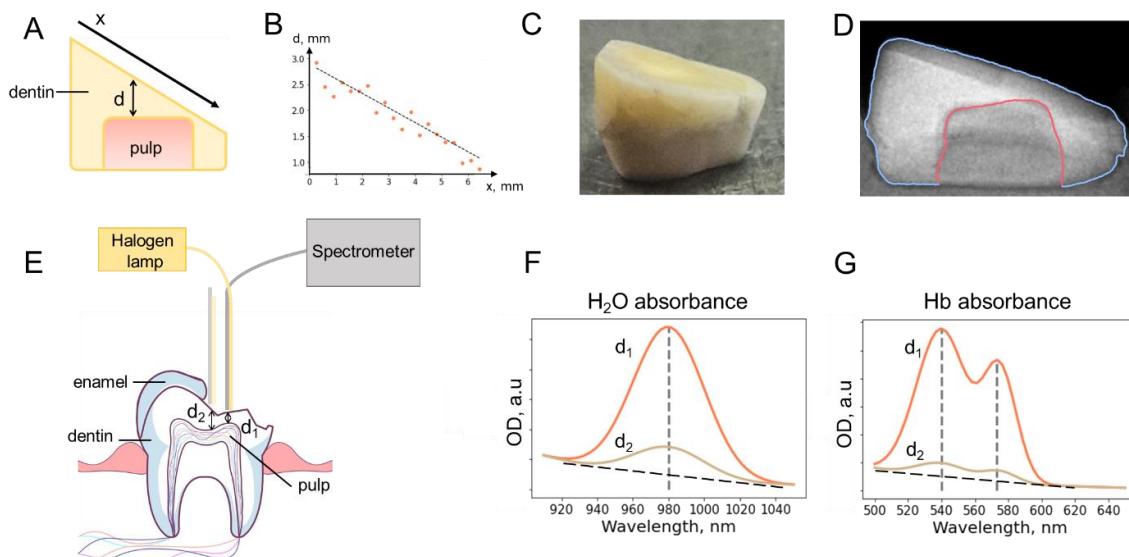 A
x
dentin
d
pulp
B
d, mm
3.0
2.5
2.0
1.5
1.0
0
1
2
3
4
5
6
x, mm
C
D
E
Halogen
lamp
Spectrometer
enamel
d₂
d₁
dentin
pulp
F
H₂O absorbance
OD, a.u
d₁
d₂
920 940 960 980 1000 1020 1040
Wavelength, nm
G
Hb absorbance
OD, a.u
d₁
d₂
500 520 540 560 580 600 620 640
Wavelength, nm